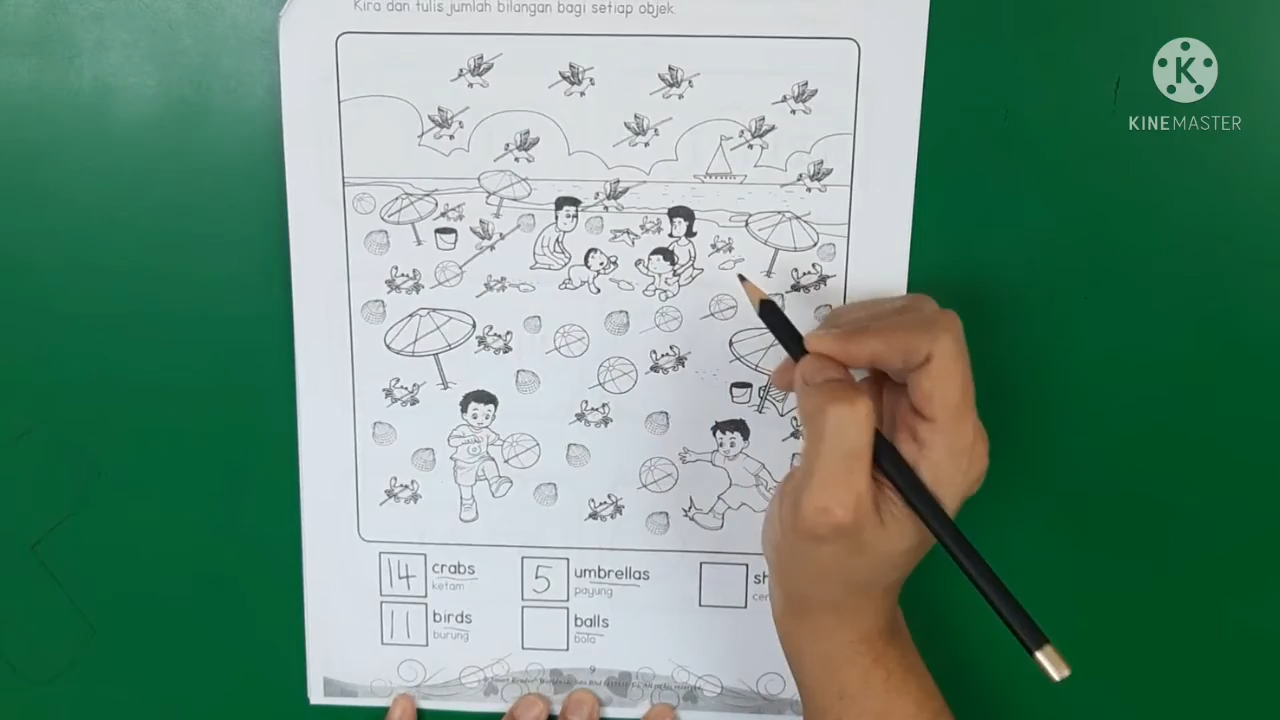 Kira dan tulis jumlah bilangan bagi setiap objek.
K
KINEMASTER
14 crabs
ketam
5 umbrellas
payung
11 birds
burung
balls
bola
9